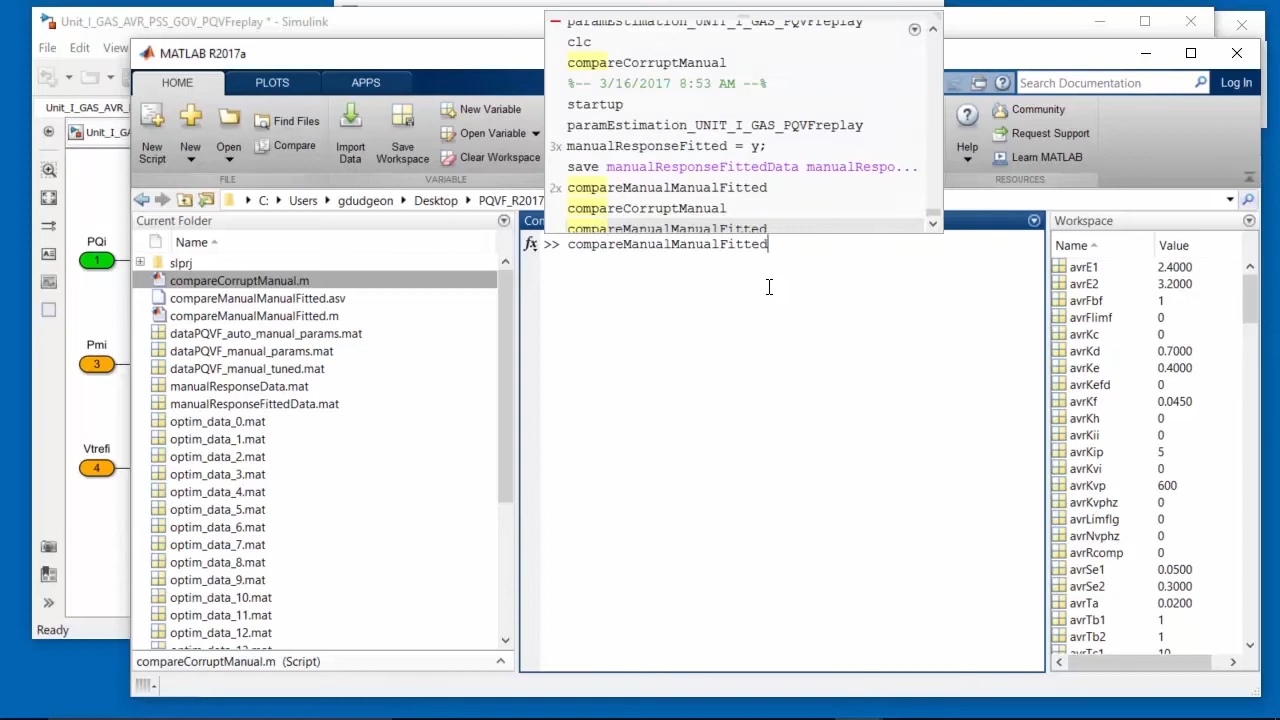 Unit_I_GAS_AVR_PSS_GOV_PQVFreplay * - Simulink
File Edit View
Unit_I_GAS_AVR_
Unit_GA
PQi
1
Pmi
3
Vtrefi
4
Ready
MATLAB R2017a
HOME PLOTS APPS
Search Documentation
Log In
New Script
New
Open
Find Files
Compare
Import Data
Save Workspace
New Variable
Open Variable
Clear Workspace
FILE
VARIABLE
Help
Community
Request Support
Learn MATLAB
RESOURCES
C: Users gdudgeon Desktop PQVF_R2017
paramEstimation_UNIT_I_GAS_PQVFreplay
clc
compareCorruptManual
%-- 3/16/2017 8:53 AM --%
startup
paramEstimation_UNIT_I_GAS_PQVFreplay
3x manualResponseFitted = y;
save manualResponseFittedData manualRespo...
2x compareManualManualFitted
compareCorruptManual
compareManualManualFitted
Current Folder
Name
slprj
compareCorruptManual.m
compareManualManualFitted.asv
compareManualManualFitted.m
dataPQVF_auto_manual_params.mat
dataPQVF_manual_params.mat
dataPQVF_manual_tuned.mat
manualResponseData.mat
manualResponseFittedData.mat
optim_data_0.mat
optim_data_1.mat
optim_data_2.mat
optim_data_3.mat
optim_data_4.mat
optim_data_5.mat
optim_data_6.mat
optim_data_7.mat
optim_data_8.mat
optim_data_9.mat
optim_data_10.mat
optim_data_11.mat
optim_data_12.mat
compareCorruptManual.m (Script)
Com
fx >> compareManualManualFitted
Workspace
Name Value
avrE1 2.4000
avrE2 3.2000
avrFbf 1
avrFlimf 0
avrKc 0
avrKd 0.7000
avrKe 0.4000
avrKefd 0
avrKf 0.0450
avrKh 0
avrKii 0
avrKip 5
avrKvi 0
avrKvp 600
avrKvphz 0
avrLimflg 0
avrNvphz 0
avrRcomp 0
avrSe1 0.0500
avrSe2 0.3000
avrTa 0.0200
avrTb1 1
avrTb2 1
avrTc1 10